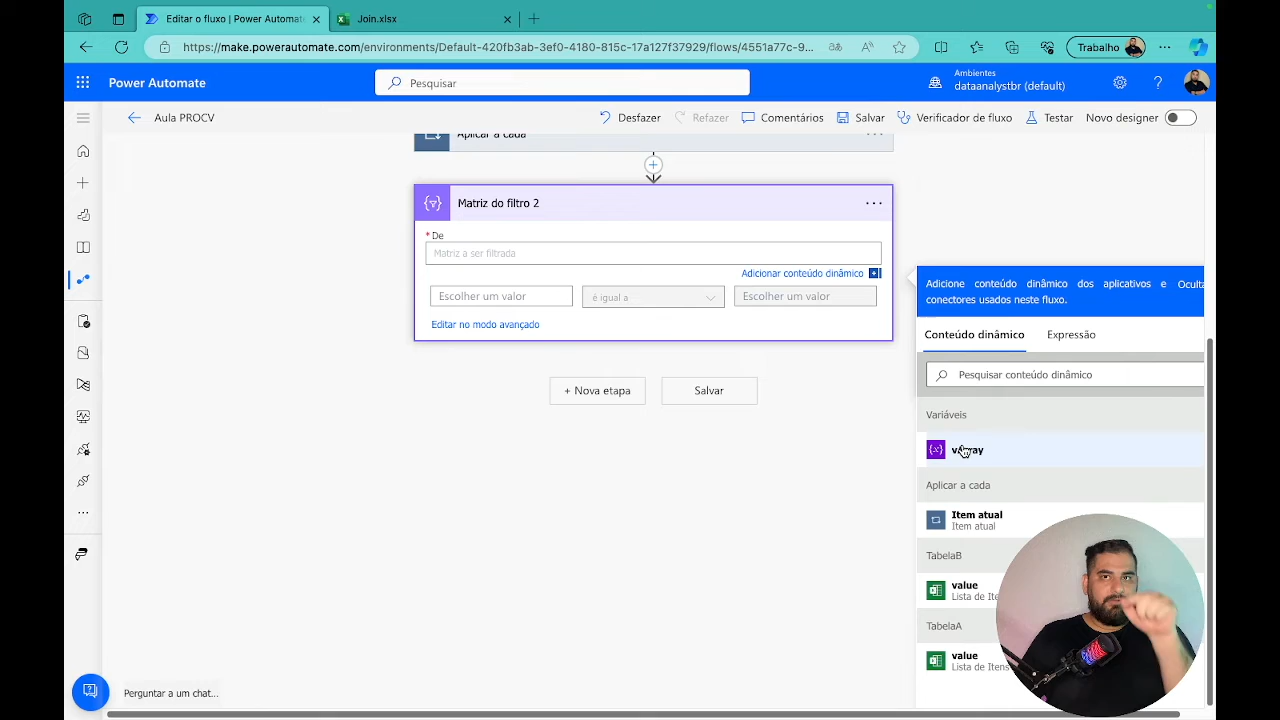 Editar o fluxo | Power Automate
Join.xlsx
https://make.powerautomate.com/environments/Default-420fb3ab-3ef0-4180-815c-17a127f37929/flows/4551a77c-9...
Trabalho
Power Automate
Pesquisar
Ambientes
dataanalystbr (default)
Aula PROCV
Desfazer
Refazer
Comentários
Salvar
Verificador de fluxo
Testar
Novo designer
Aplicar a cada
Matriz do filtro 2
* De
Matriz a ser filtrada
Adicionar conteúdo dinâmico
Escolher um valor
é igual a
Escolher um valor
Editar no modo avançado
+ Nova etapa
Salvar
Adicione conteúdo dinâmico dos aplicativos e
conectores usados neste fluxo.
Conteúdo dinâmico
Expressão
Pesquisar conteúdo dinâmico
Variáveis
Aplicar a cada
Item atual
Item atual
TabelaB
value
Lista de
TabelaA
value
Lista de Itens
Perguntar a um chat...